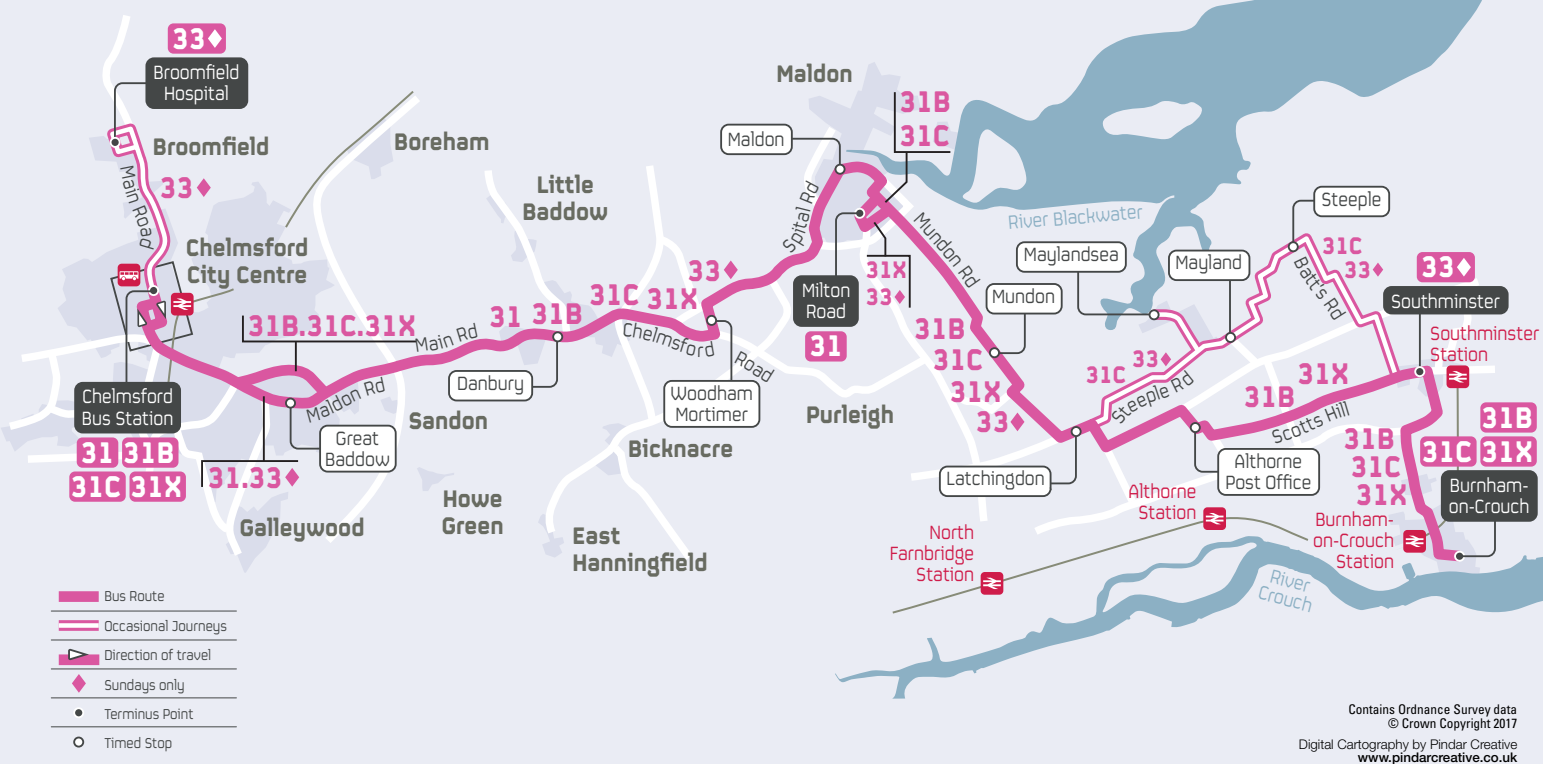 33♦
Broomfield
Hospital
Broomfield
Main Road
33♦
Boreham
Little
Baddow
Chelmsford
City Centre
31B.31C.31X
Main Rd
31
31B
31C
31X
33♦
Chelmsford
Road
Danbury
Woodham
Mortimer
Maldon Rd
Sandon
Great
Baddow
Chelmsford
Bus Station
31
31B
31C
31X
31.33♦
Galleywood
Howe
Green
Bicknacre
East
Hanningfield
Maldon
Maldon
31B
31C
Spital Rd
Milton
Road
31
31X
33♦
Mundon Rd
Purleigh
River Blackwater
Mundon
31B
31C
31X
33♦
Maylandsea
Mayland
Steeple
31C
33♦
Batt's Rd
31C
33♦
Steeple Rd
Latchingdon
Althorne
Post Office
31B
31X
Scotts Hill
33♦
Southminster
Southminster
Station
31B
31C
31X
31B
31C
31X
Burnham-
on-Crouch
Burnham-
on-Crouch
Station
Althorne
Station
North
Farnbridge
Station
River
Crouch
Bus Route
Occasional Journeys
Direction of travel
Sundays only
Terminus Point
Timed Stop
Contains Ordnance Survey data
© Crown Copyright 2017
Digital Cartography by Pindar Creative
www.pindarcreative.co.uk